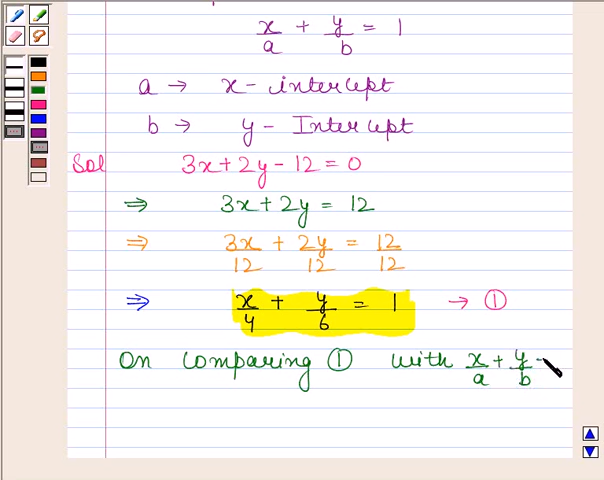 x/a + y/b = 1
a → x - intercept
b → y - Intercept
Sol 3x + 2y - 12 = 0
⇒ 3x + 2y = 12
⇒ 3x/12 + 2y/12 = 12/12
⇒ x/4 + y/6 = 1 → ①
On comparing ① with x/a + y/b